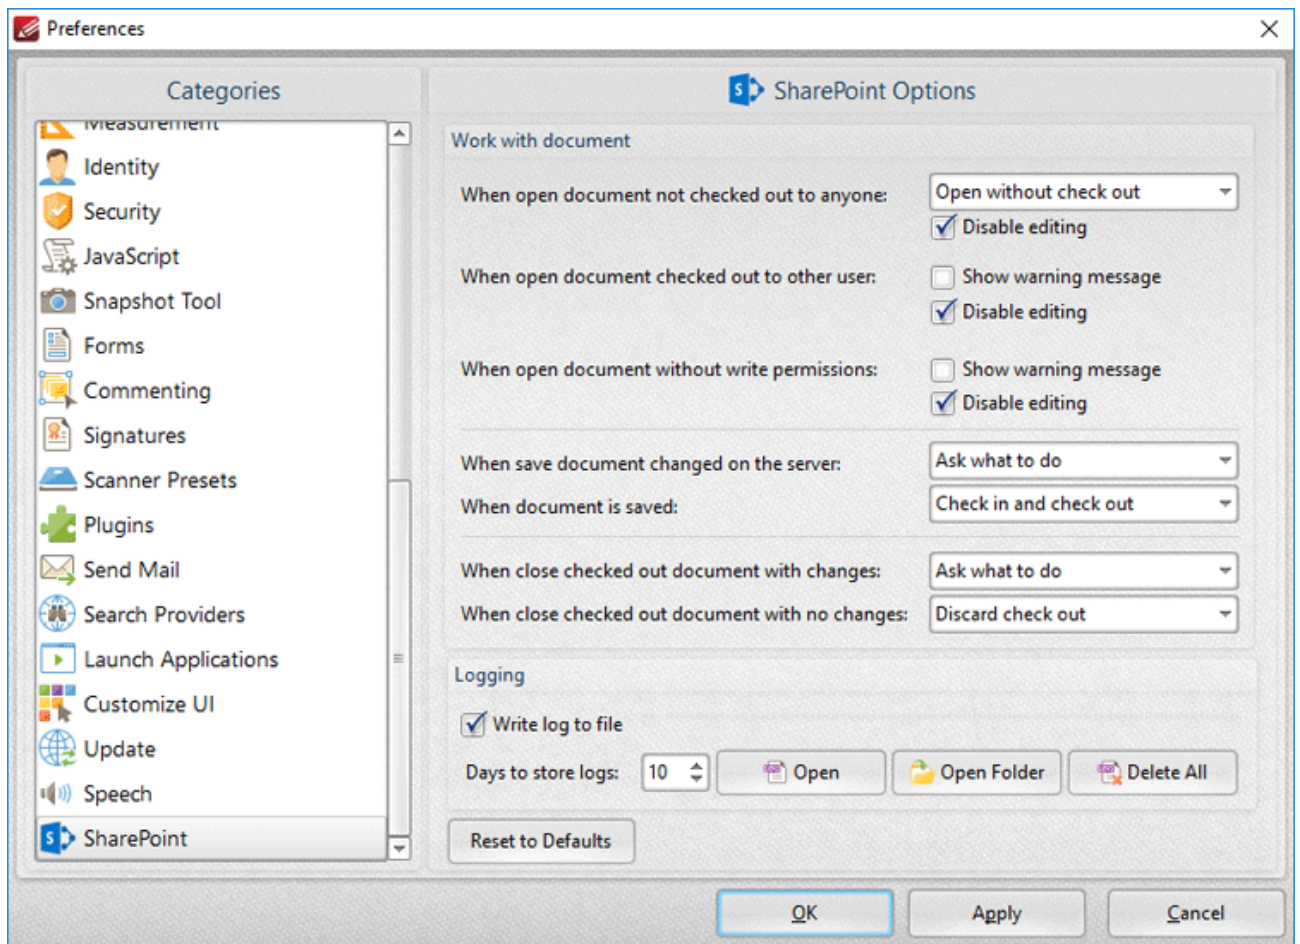 Preferences
Categories
Measurement
Identity
Security
JavaScript
Snapshot Tool
Forms
Commenting
Signatures
Scanner Presets
Plugins
Send Mail
Search Providers
Launch Applications
Customize UI
Update
Speech
SharePoint
SharePoint Options
Work with document
When open document not checked out to anyone: Open without check out
Disable editing
When open document checked out to other user: Show warning message
Disable editing
When open document without write permissions: Show warning message
Disable editing
When save document changed on the server: Ask what to do
When document is saved: Check in and check out
When close checked out document with changes: Ask what to do
When close checked out document with no changes: Discard check out
Logging
Write log to file
Days to store logs: 10 Open Open Folder Delete All
Reset to Defaults
OK Apply Cancel